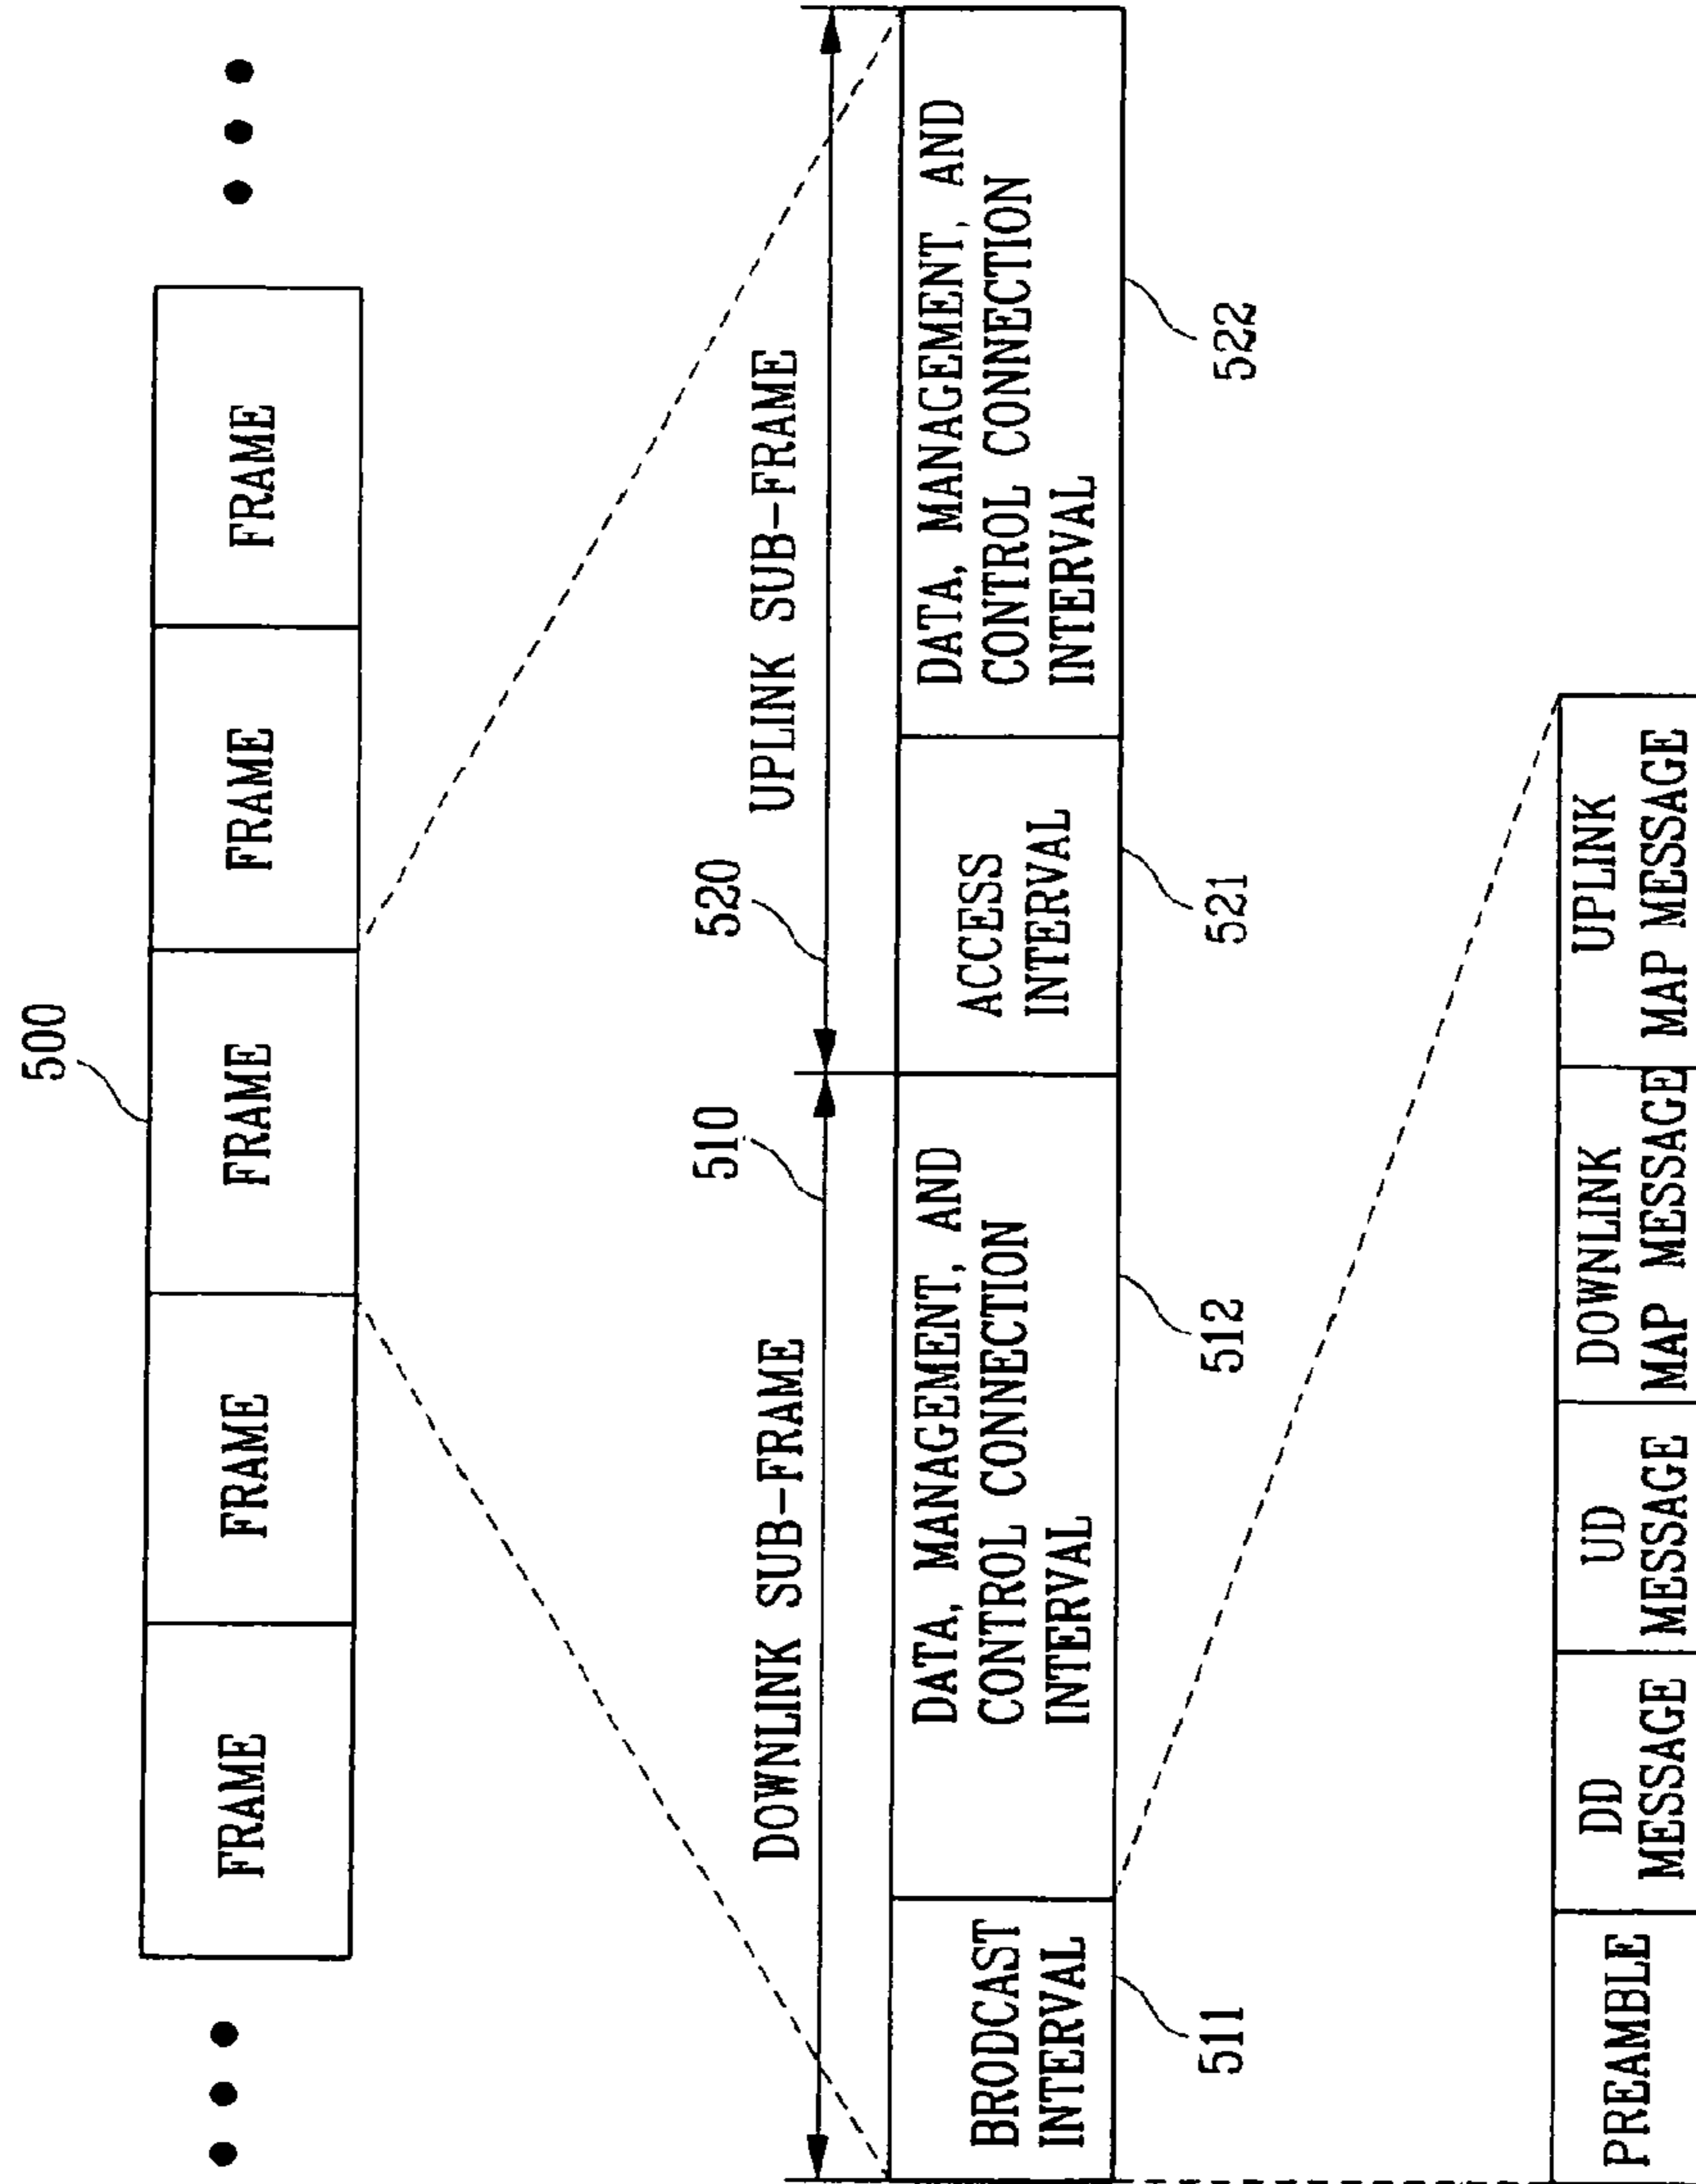 500
FRAME
FRAME
FRAME
FRAME
FRAME
DOWNLINK SUB-FRAME
510
520
UPLINK SUB-FRAME
BRODCAST
INTERVAL
DATA, MANAGEMENT, AND
CONTROL CONNECTION
INTERVAL
ACCESS
INTERVAL
DATA, MANAGEMENT, AND
CONTROL CONNECTION
INTERVAL
511
512
521
522
PREAMBLE
DD
MESSAGE
UD
MESSAGE
DOWNLINK
MAP MESSAGE
UPLINK
MAP MESSAGE